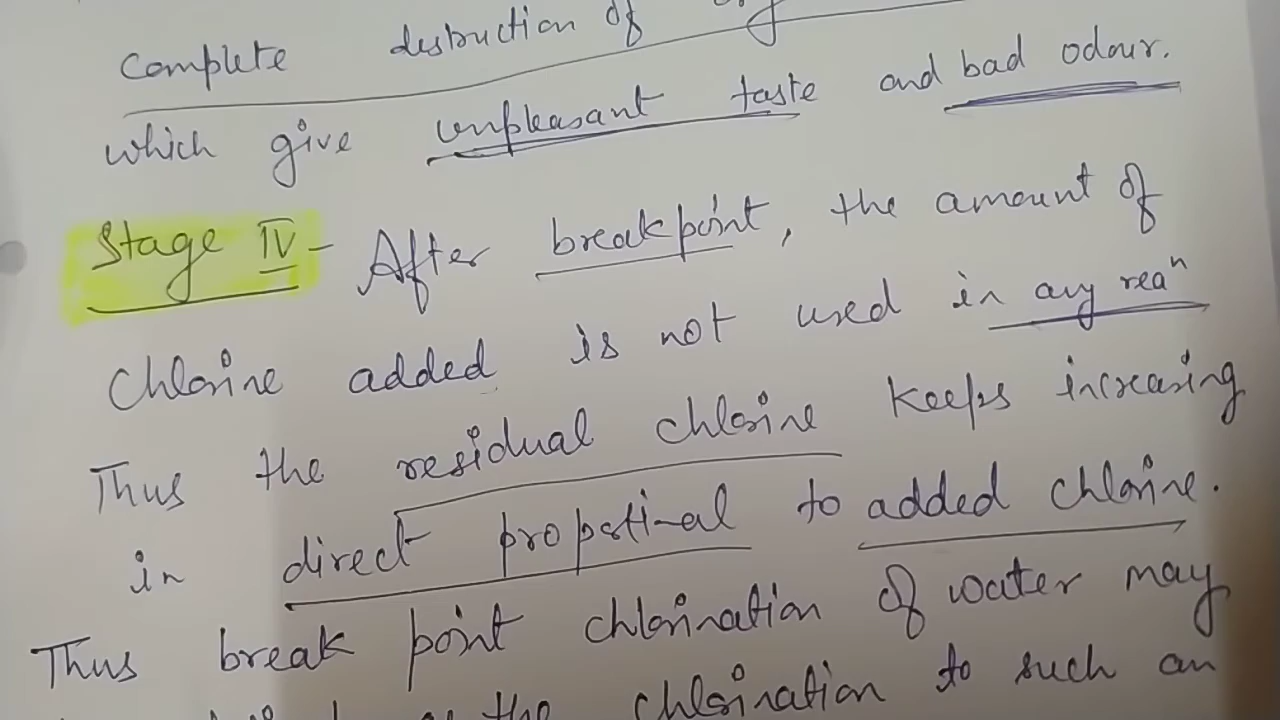 Complete destruction of
which give unpleasant taste and bad odour.
Stage IV - After breakpoint, the amount of
Chlorine added is not used in any reaⁿ
Thus the residual chlorine keeps increasing
in direct propotinal to added chlorine.
Thus break point chlorination of water may
the chlorination to such an